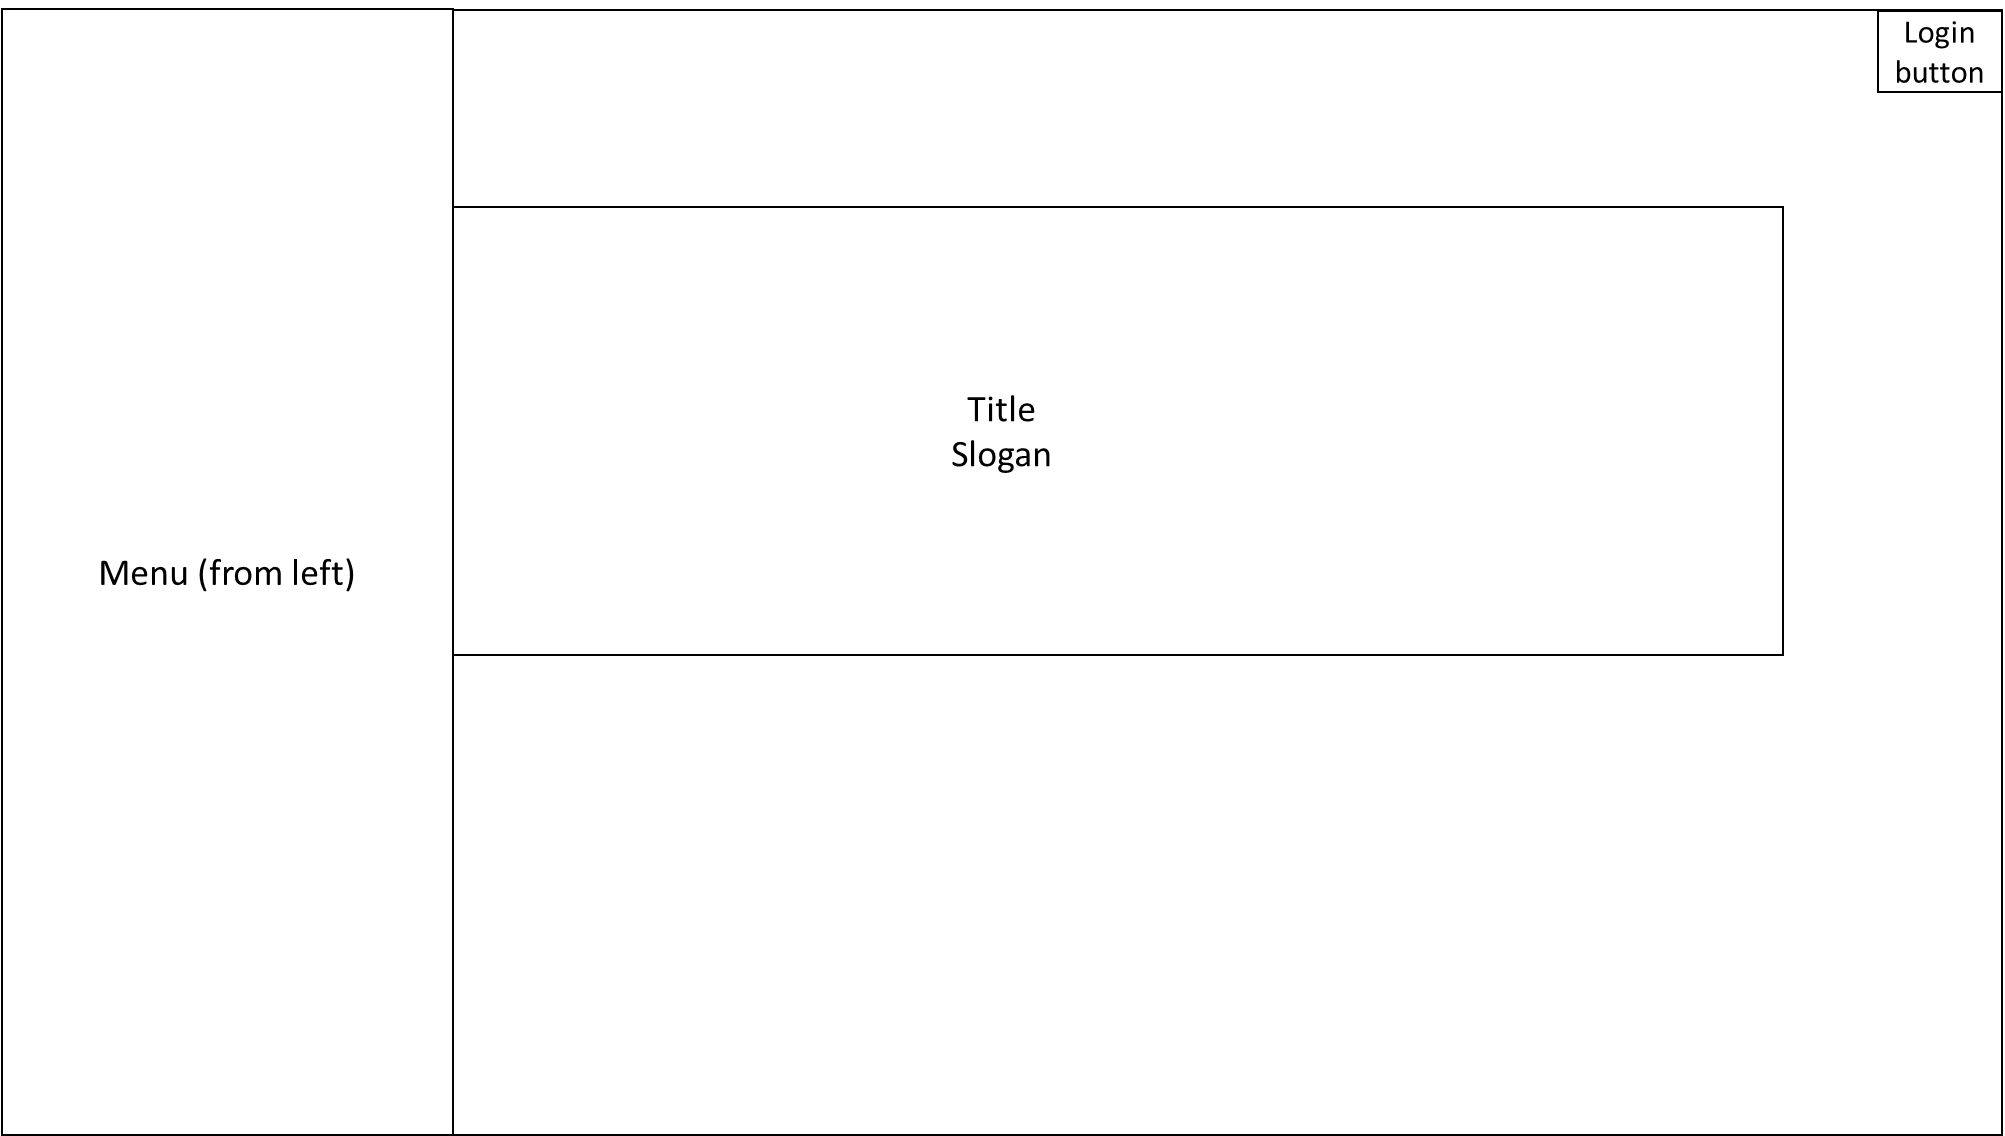 Login
button
Title
Slogan
Menu (from left)